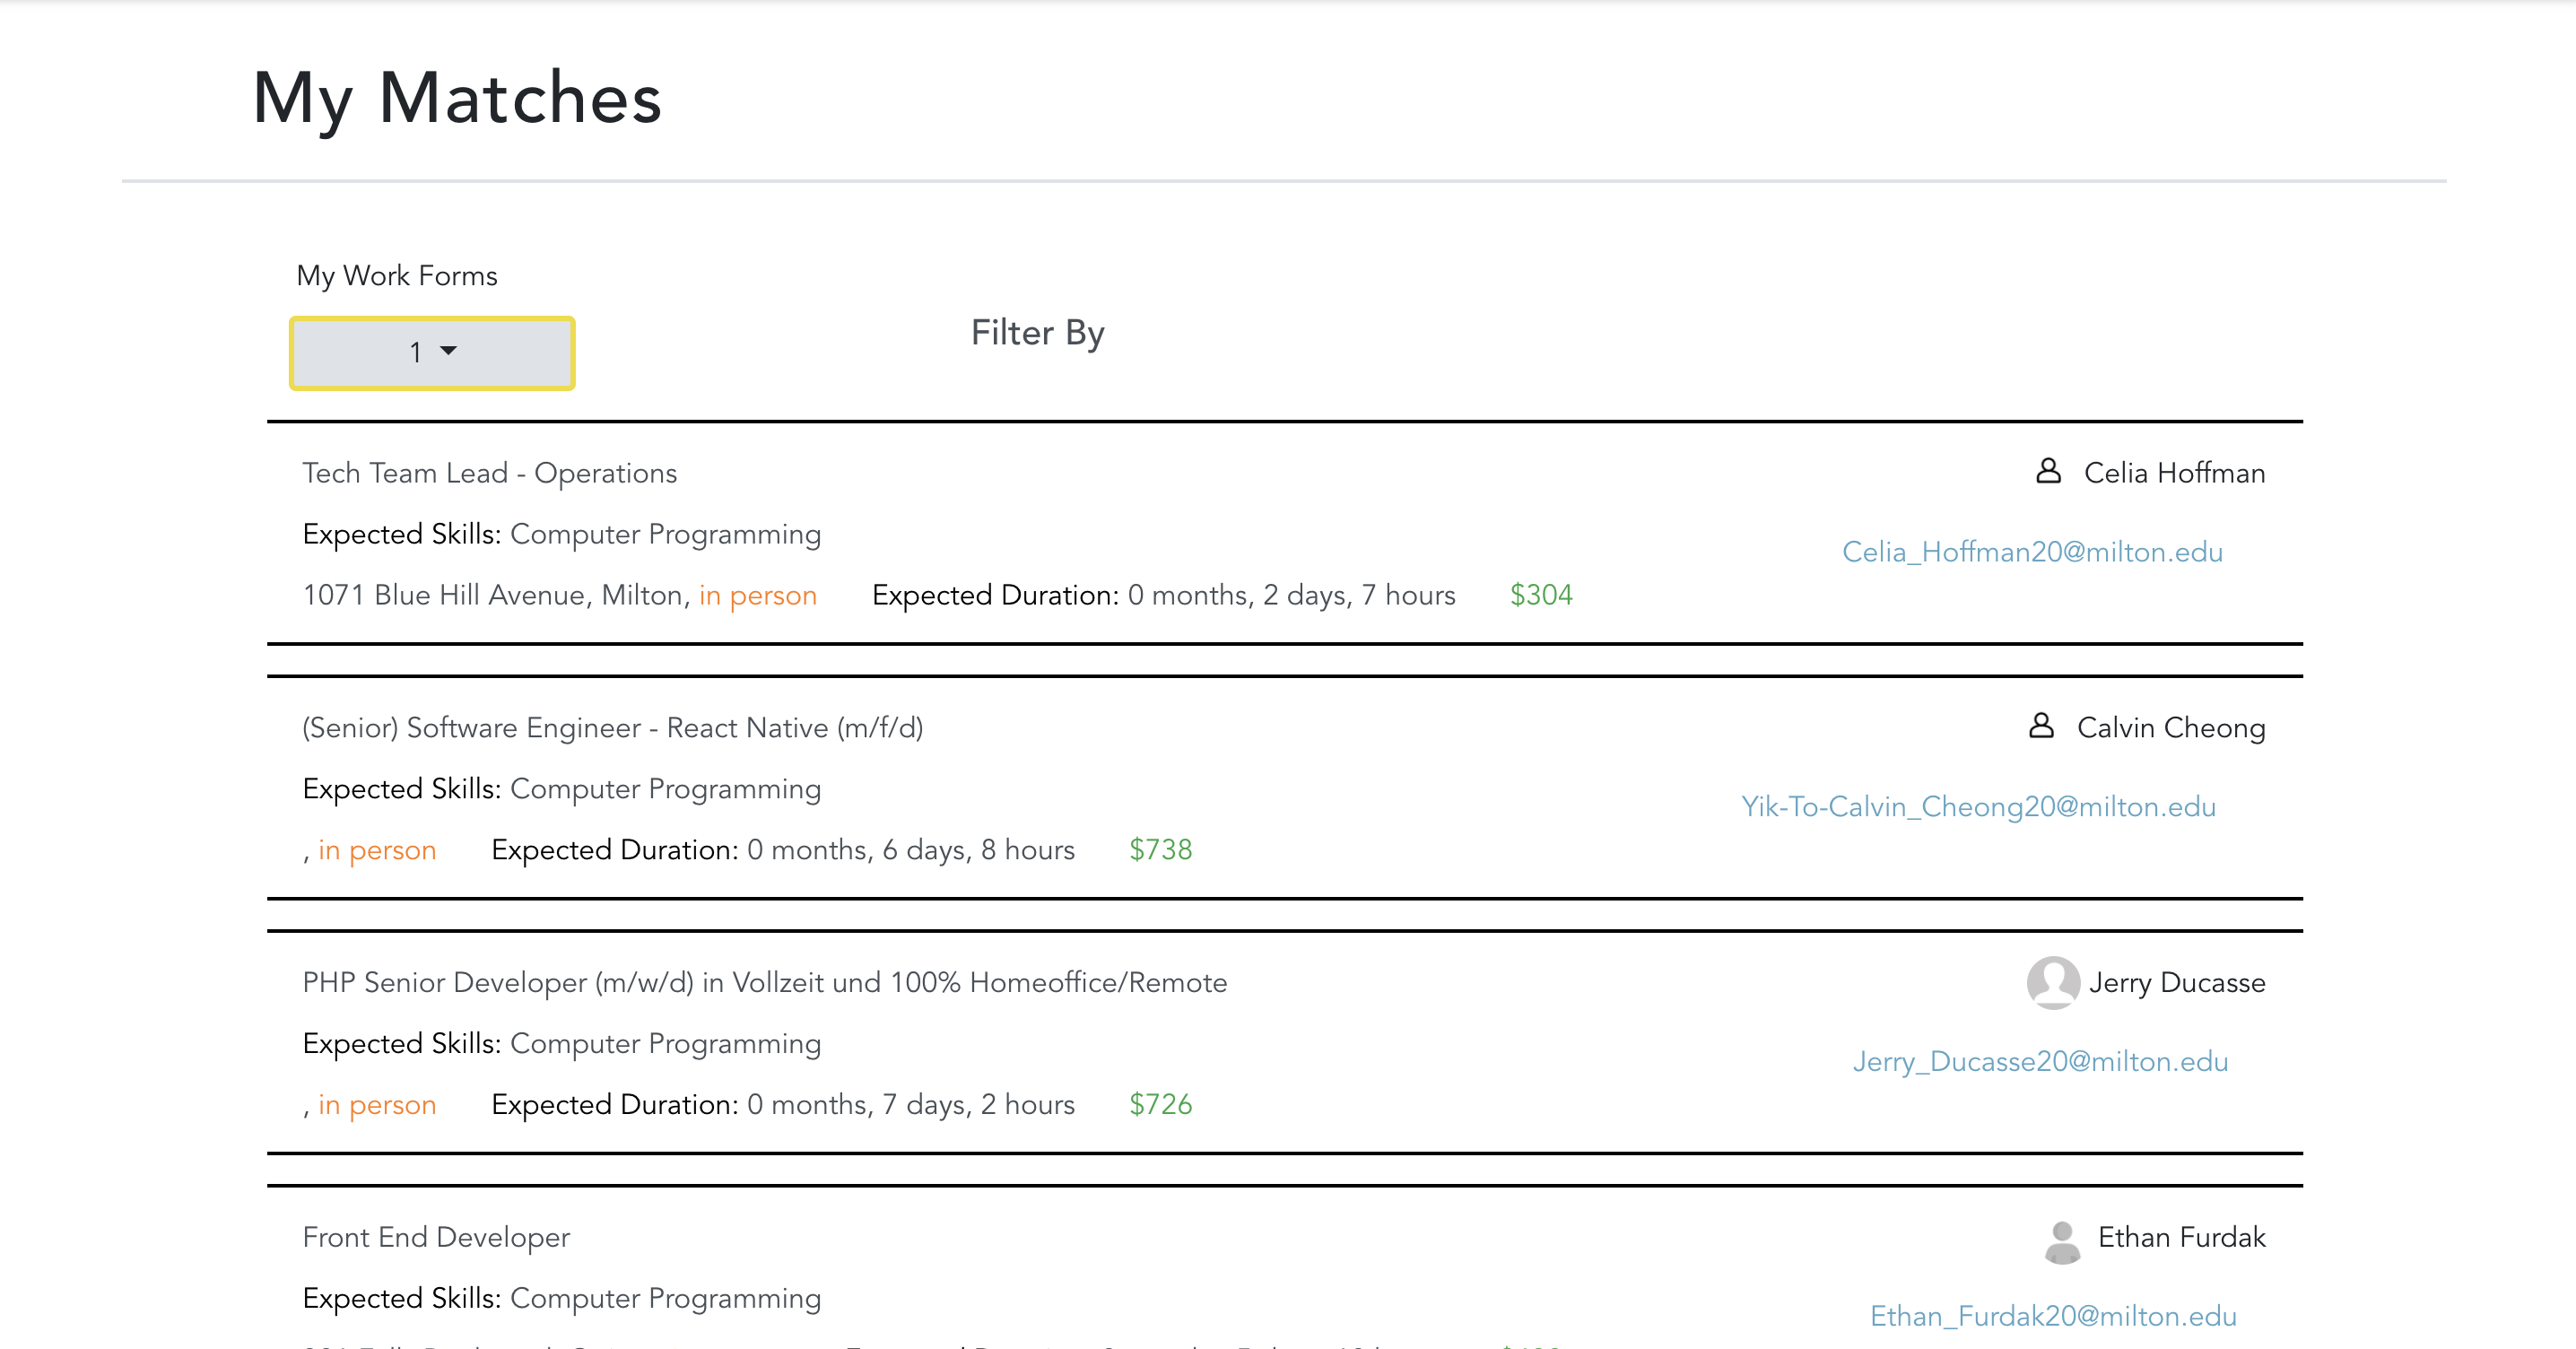 My Matches
My Work Forms
1
Filter By
Tech Team Lead - Operations
Celia Hoffman
Expected Skills: Computer Programming
Celia_Hoffman20@milton.edu
1071 Blue Hill Avenue, Milton, in person Expected Duration: 0 months, 2 days, 7 hours $304
(Senior) Software Engineer - React Native (m/f/d)
Calvin Cheong
Expected Skills: Computer Programming
Yik-To-Calvin_Cheong20@milton.edu
, in person Expected Duration: 0 months, 6 days, 8 hours $738
PHP Senior Developer (m/w/d) in Vollzeit und 100% Homeoffice/Remote
Jerry Ducasse
Expected Skills: Computer Programming
Jerry_Ducasse20@milton.edu
, in person Expected Duration: 0 months, 7 days, 2 hours $726
Front End Developer
Ethan Furdak
Expected Skills: Computer Programming
Ethan_Furdak20@milton.edu